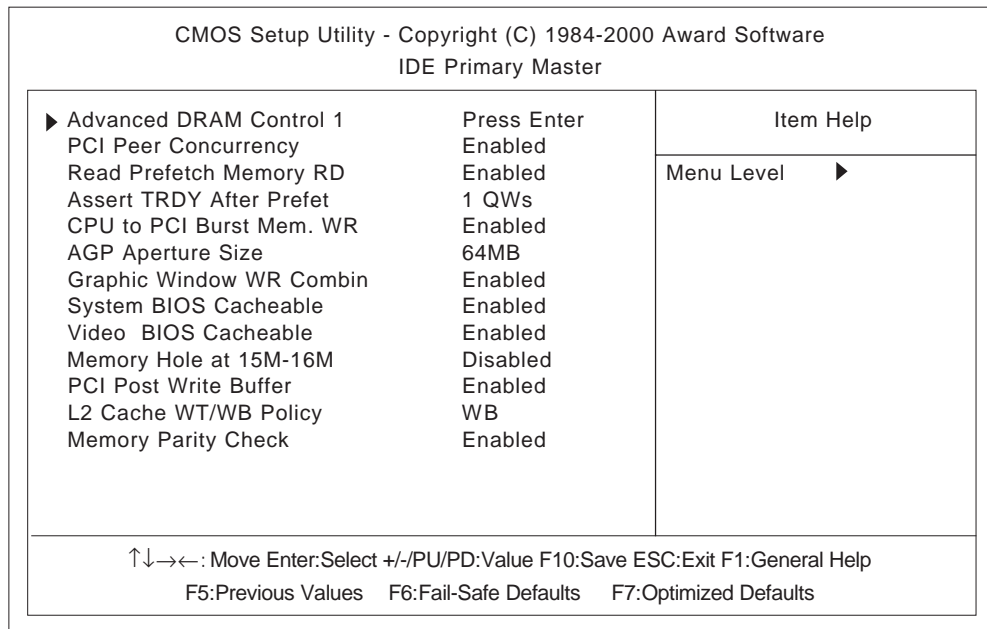 CMOS Setup Utility - Copyright (C) 1984-2000 Award Software
IDE Primary Master
Advanced DRAM Control 1 Press Enter
PCI Peer Concurrency Enabled
Read Prefetch Memory RD Enabled
Assert TRDY After Prefet 1 QWs
CPU to PCI Burst Mem. WR Enabled
AGP Aperture Size 64MB
Graphic Window WR Combin Enabled
System BIOS Cacheable Enabled
Video BIOS Cacheable Enabled
Memory Hole at 15M-16M Disabled
PCI Post Write Buffer Enabled
L2 Cache WT/WB Policy WB
Memory Parity Check Enabled
Item Help
Menu Level
↑↓→←: Move Enter:Select +/-/PU/PD:Value F10:Save ESC:Exit F1:General Help
F5:Previous Values F6:Fail-Safe Defaults F7:Optimized Defaults